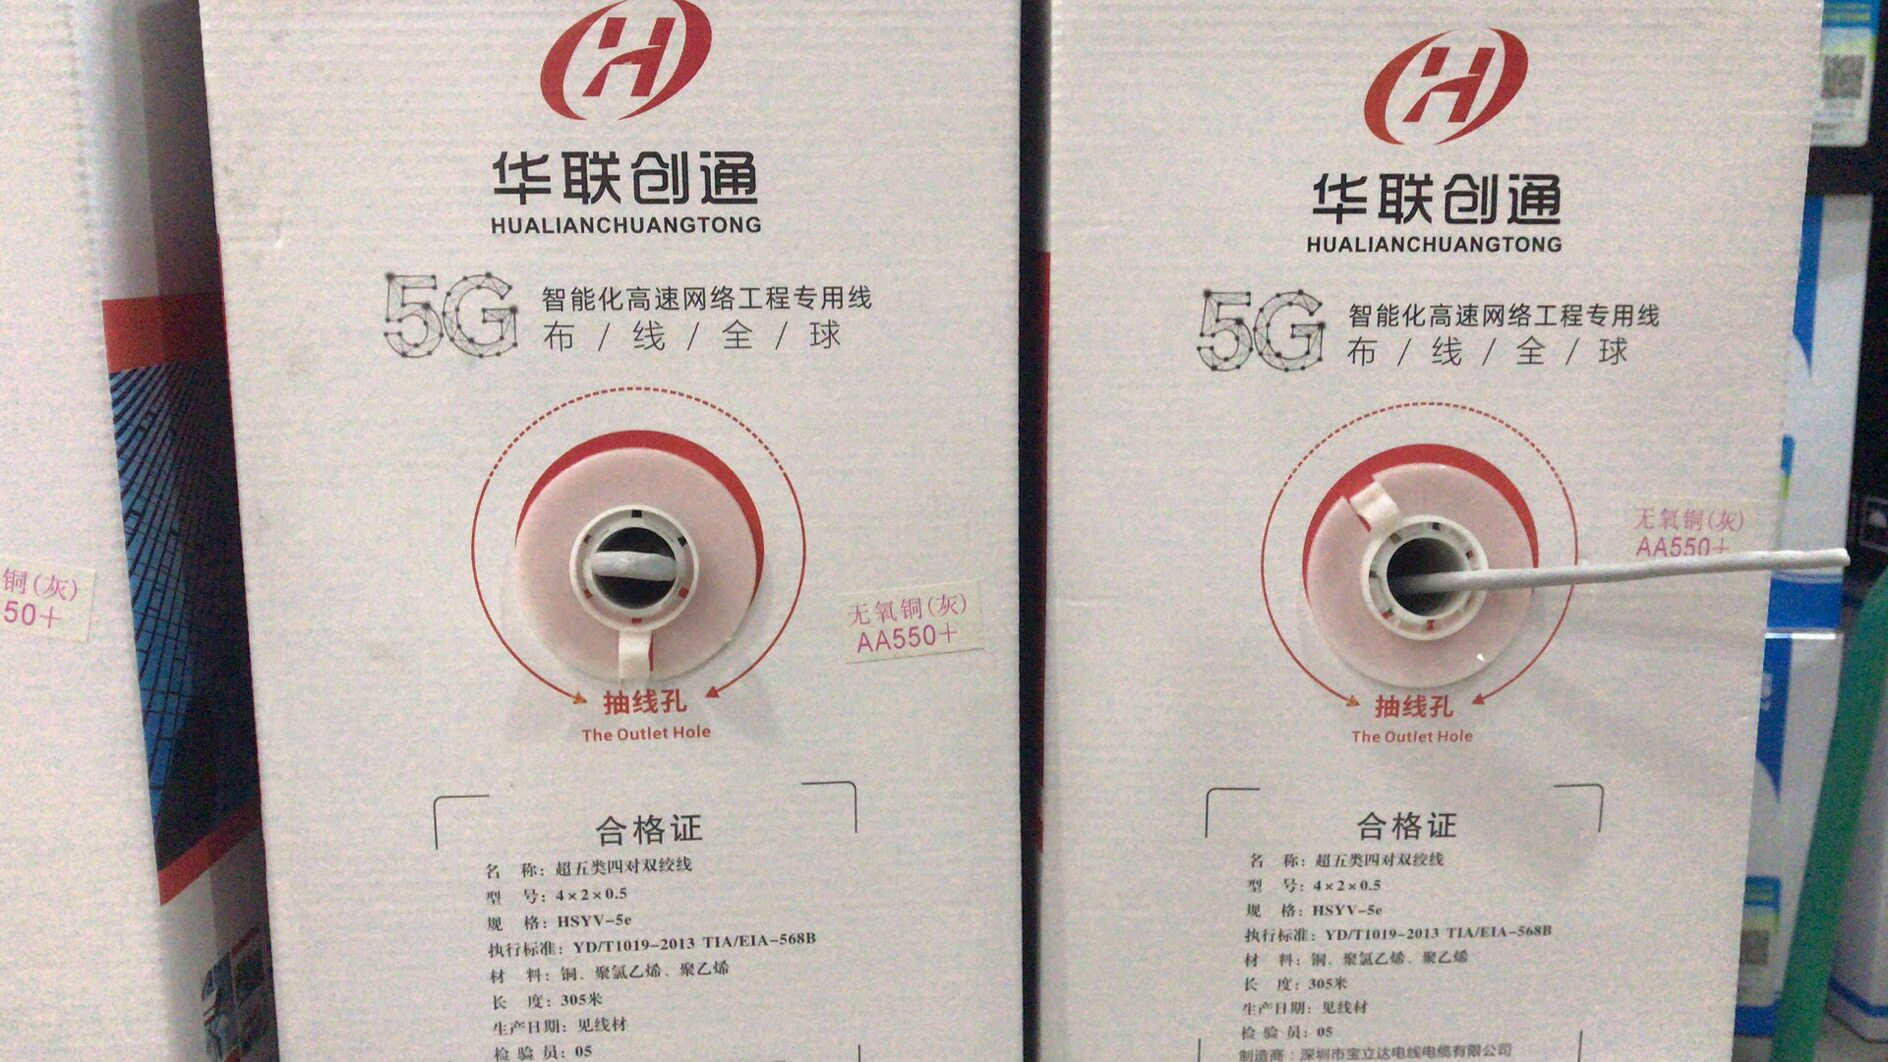 铜(灰)
50+
华联创通
HUALIANCHUANGTONG
5G
智能化高速网络工程专用线
布/线/全/球
无氧铜(灰)
AA550+
抽线孔
The Outlet Hole
合格证
名 称：超五类四对双绞线
型 号：4×2×0.5
规 格：HSYV-5e
执行标准：YD/T1019-2013 TIA/EIA-568B
材 料：铜、聚氯乙烯、聚乙烯
长 度：305米
生产日期：见线材
检 验 员：05
华联创通
HUALIANCHUANGTONG
5G
智能化高速网络工程专用线
布/线/全/球
无氧铜(灰)
AA550+
抽线孔
The Outlet Hole
合格证
名 称：超五类四对双绞线
型 号：4×2×0.5
规 格：HSYV-5e
执行标准：YD/T1019-2013 TIA/EIA-568B
材 料：铜、聚氯乙烯、聚乙烯
长 度：305米
生产日期：见线材
检 验 员：05
制造商：深圳市宝立达电线电缆有限公司